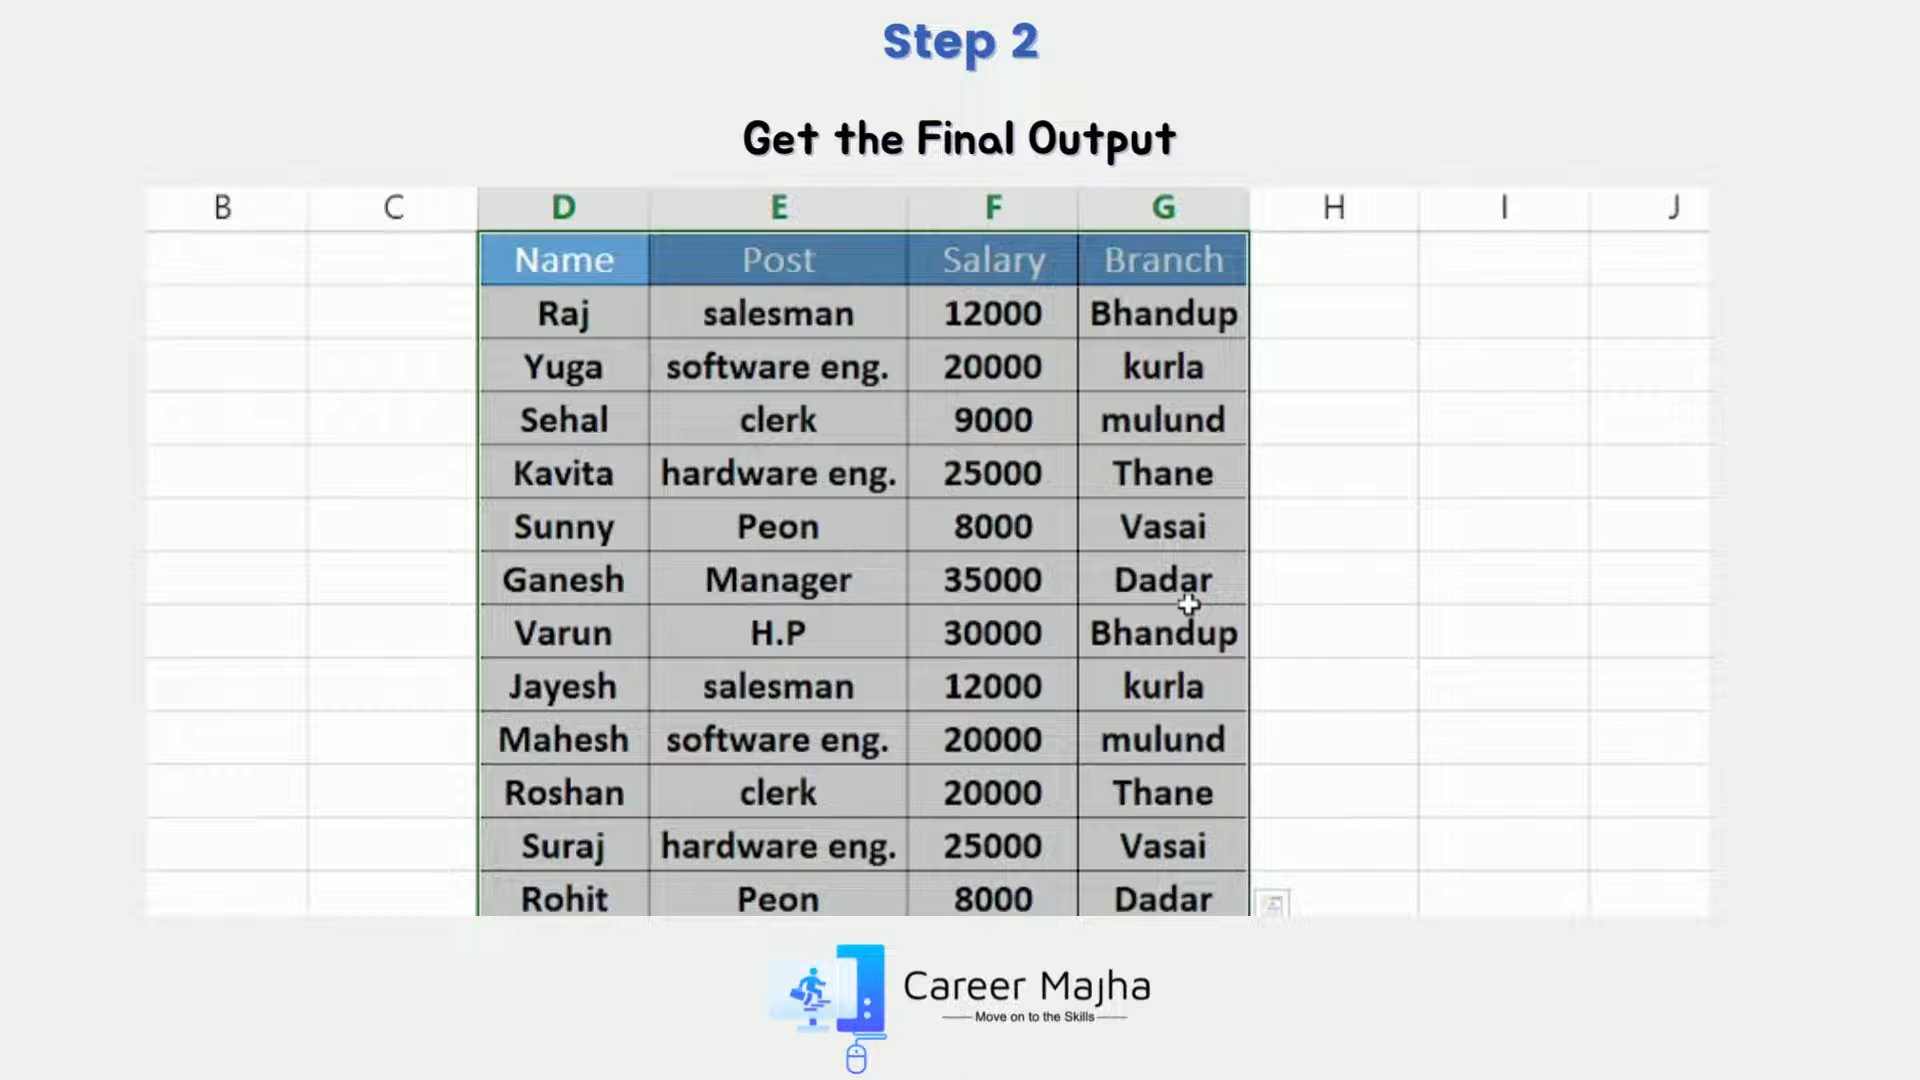 Step 2
Get the Final Output
B C D E F G H I J
Name Post Salary Branch
Raj salesman 12000 Bhandup
Yuga software eng. 20000 kurla
Sehal clerk 9000 mulund
Kavita hardware eng. 25000 Thane
Sunny Peon 8000 Vasai
Ganesh Manager 35000 Dadar
Varun H.P 30000 Bhandup
Jayesh salesman 12000 kurla
Mahesh software eng. 20000 mulund
Roshan clerk 20000 Thane
Suraj hardware eng. 25000 Vasai
Rohit Peon 8000 Dadar
Career Majha
Move on to the Skills